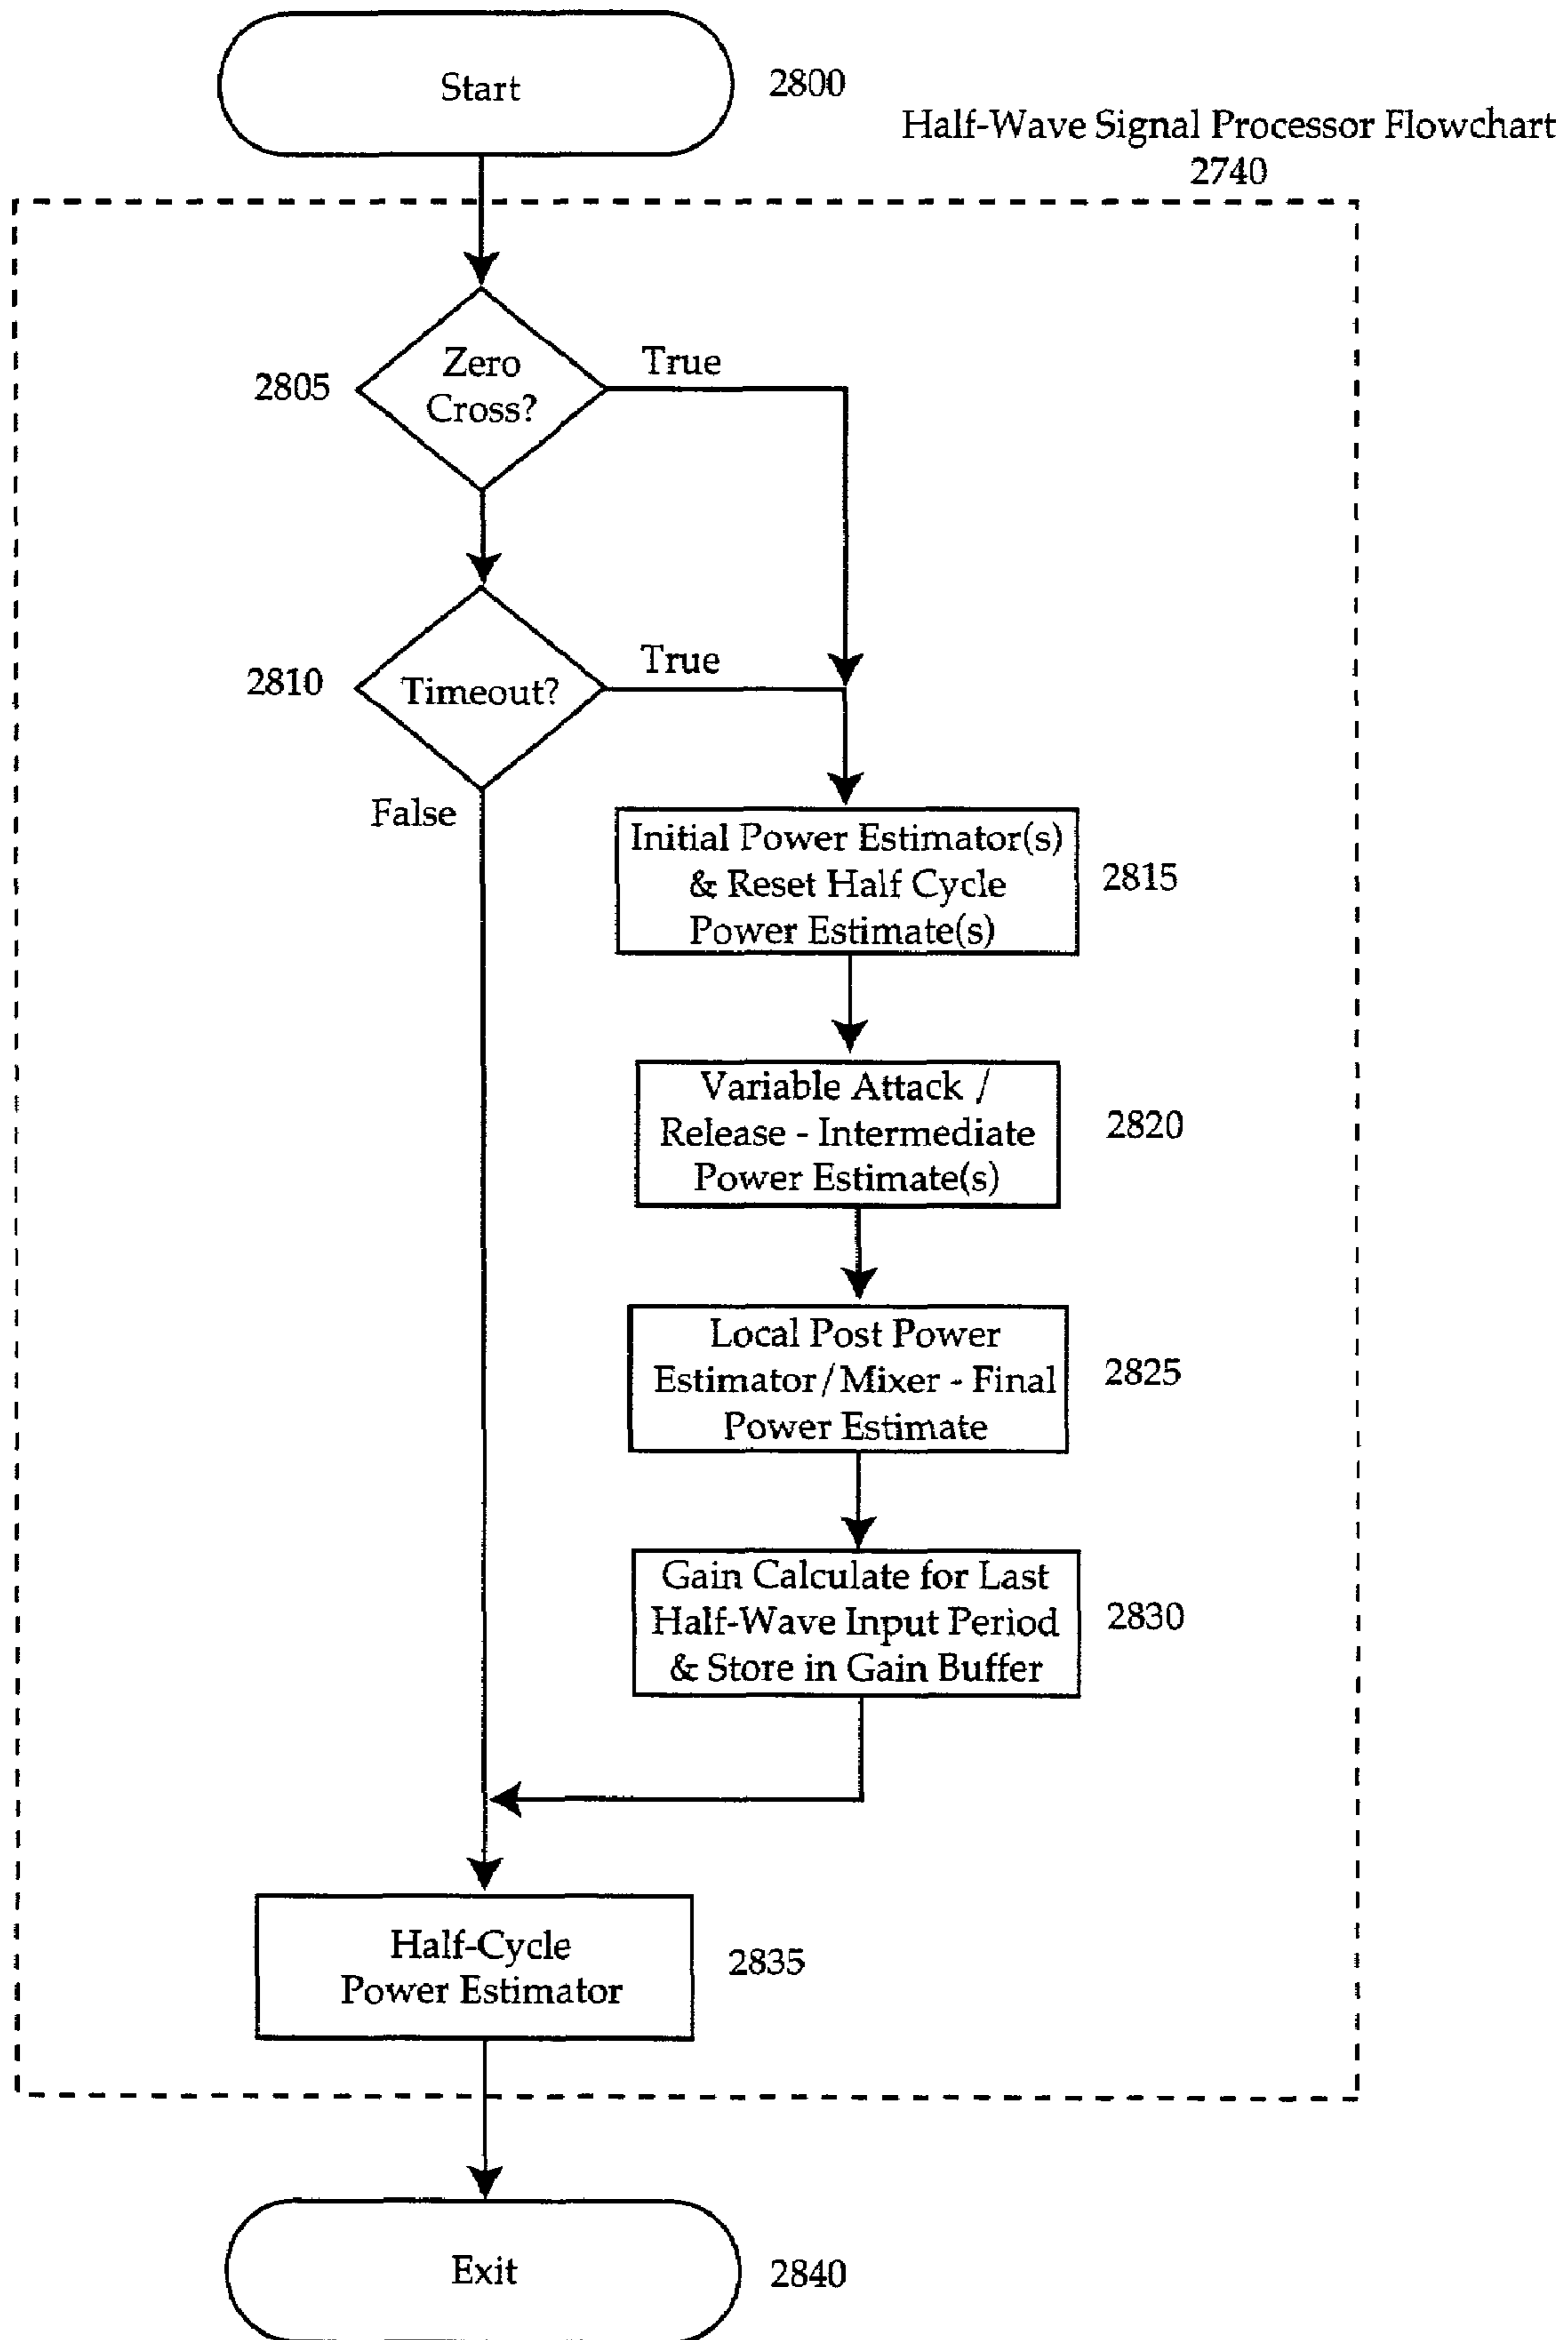 Start
2800
Half-Wave Signal Processor Flowchart
2740
Zero
Cross?
2805
True
Timeout?
2810
True
False
Initial Power Estimator(s)
& Reset Half Cycle
Power Estimate(s)
2815
Variable Attack /
Release - Intermediate
Power Estimate(s)
2820
Local Post Power
Estimator/Mixer - Final
Power Estimate
2825
Gain Calculate for Last
Half-Wave Input Period
& Store in Gain Buffer
2830
Half-Cycle
Power Estimator
2835
Exit
2840